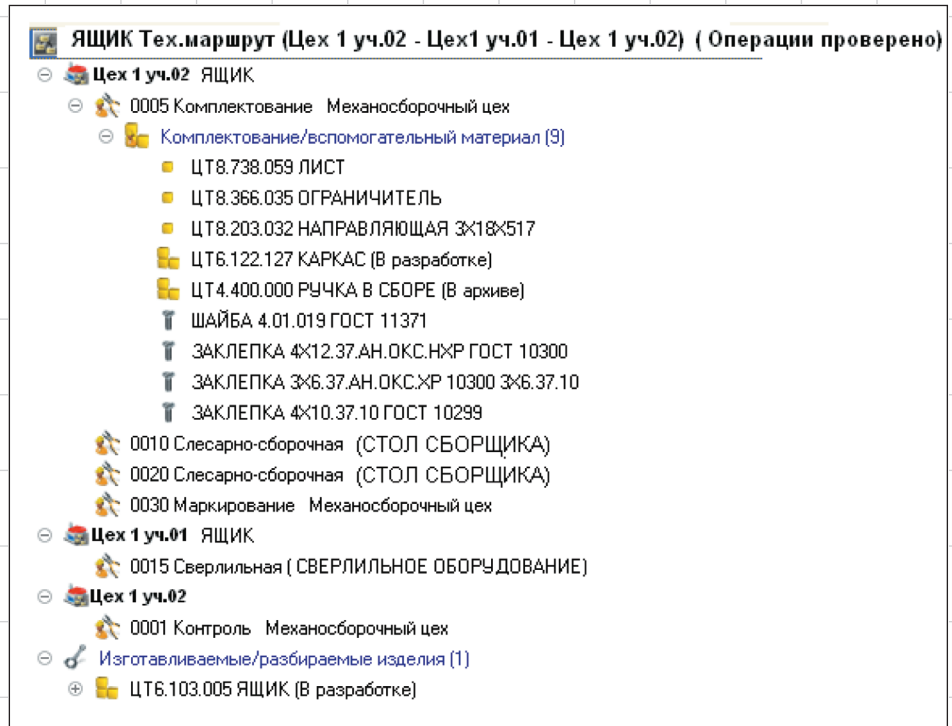 ЯЩИК Тех.маршрут (Цех 1 уч.02 - Цех1 уч.01 - Цех 1 уч.02) ( Операции проверено)
Цех 1 уч.02 ЯЩИК
0005 Комплектование Механосборочный цех
Комплектование/вспомогательный материал (9)
ЦТ8.738.059 ЛИСТ
ЦТ8.366.035 ОГРАНИЧИТЕЛЬ
ЦТ8.203.032 НАПРАВЛЯЮЩАЯ 3Х18Х517
ЦТ6.122.127 КАРКАС (В разработке)
ЦТ4.400.000 РУЧКА В СБОРЕ (В архиве)
ШАЙБА 4.01.019 ГОСТ 11371
ЗАКЛЕПКА 4Х12.37.АН.ОКС.НХР ГОСТ 10300
ЗАКЛЕПКА 3Х6.37.АН.ОКС.ХР 10300 3Х6.37.10
ЗАКЛЕПКА 4Х10.37.10 ГОСТ 10299
0010 Слесарно-сборочная (СТОЛ СБОРЩИКА)
0020 Слесарно-сборочная (СТОЛ СБОРЩИКА)
0030 Маркирование Механосборочный цех
Цех 1 уч.01 ЯЩИК
0015 Сверлильная ( СВЕРЛИЛЬНОЕ ОБОРУДОВАНИЕ)
Цех 1 уч.02
0001 Контроль Механосборочный цех
Изготавливаемые/разбираемые изделия (1)
ЦТ6.103.005 ЯЩИК (В разработке)